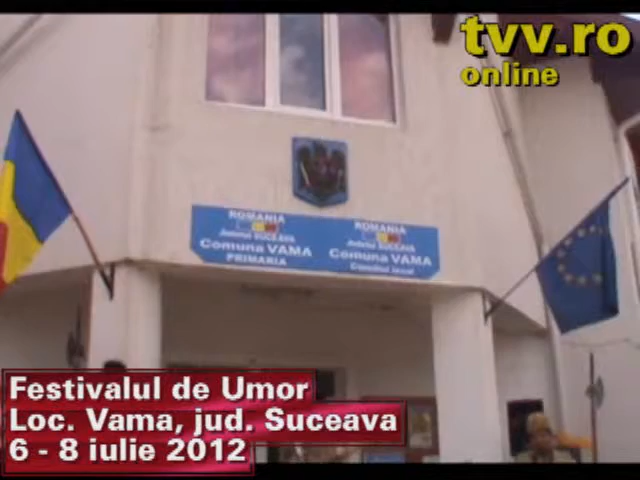 tvv.ro
online
ROMANIA
Judetul SUCEAVA
Comuna VAMA
PRIMARIA
ROMANIA
Judetul SUCEAVA
Comuna VAMA
Consiliul local
Festivalul de Umor
Loc. Vama, jud. Suceava
6 - 8 iulie 2012